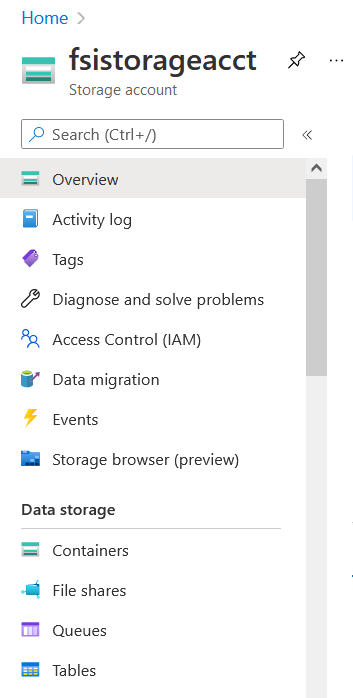 Home
fsistorageacct
Storage account
Search (Ctrl+/)
Overview
Activity log
Tags
Diagnose and solve problems
Access Control (IAM)
Data migration
Events
Storage browser (preview)
Data storage
Containers
File shares
Queues
Tables